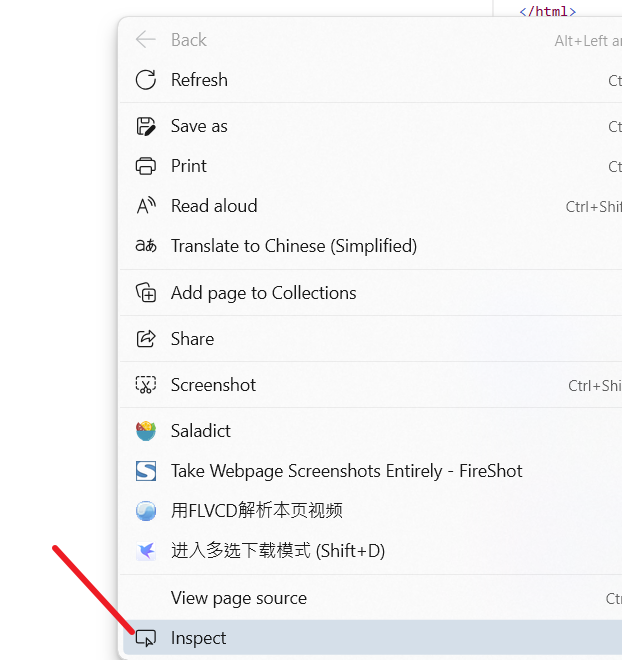 </html>
Back Alt+Left ar
Refresh Ct
Save as Ct
Print Ct
Read aloud Ctrl+Shif
Translate to Chinese (Simplified)
Add page to Collections
Share
Screenshot Ctrl+Shi
Saladict
Take Webpage Screenshots Entirely - FireShot
用FLVCD解析本页视频
进入多选下载模式 (Shift+D)
View page source Ct
Inspect